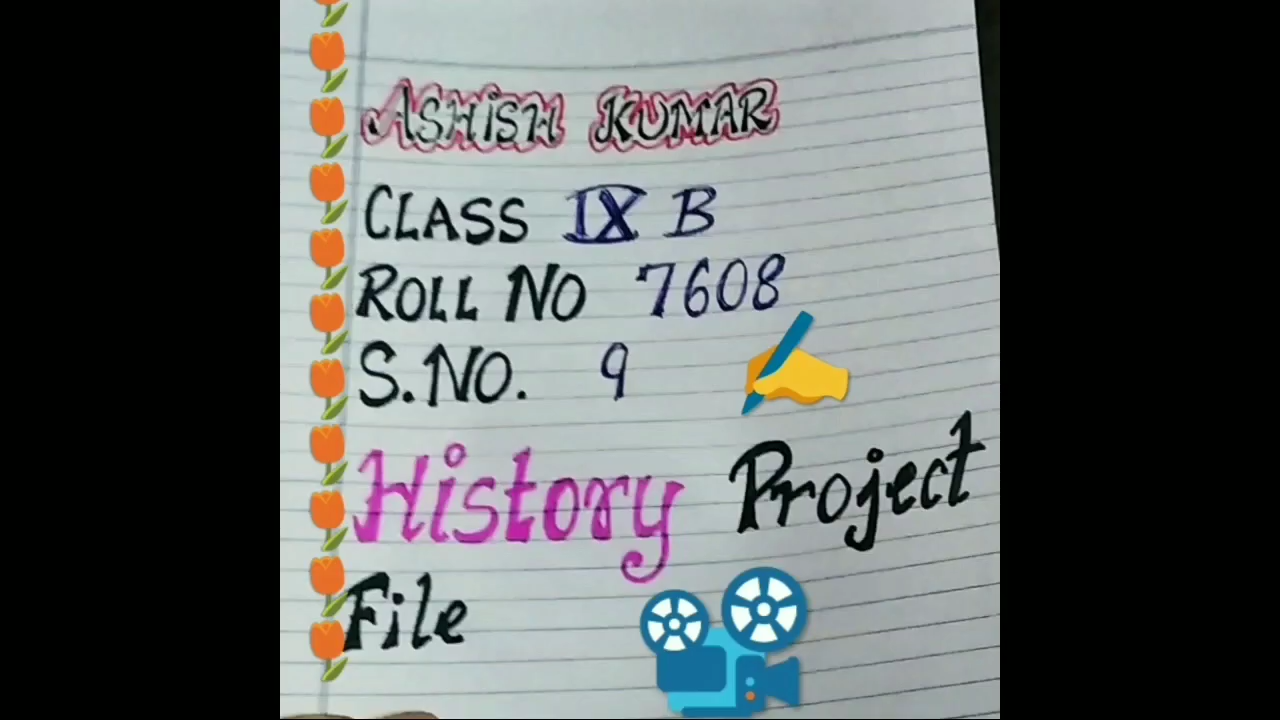 ASHiSH KUMAR
CLASS IX B
ROLL NO 7608
S.NO. 9
History Project
File